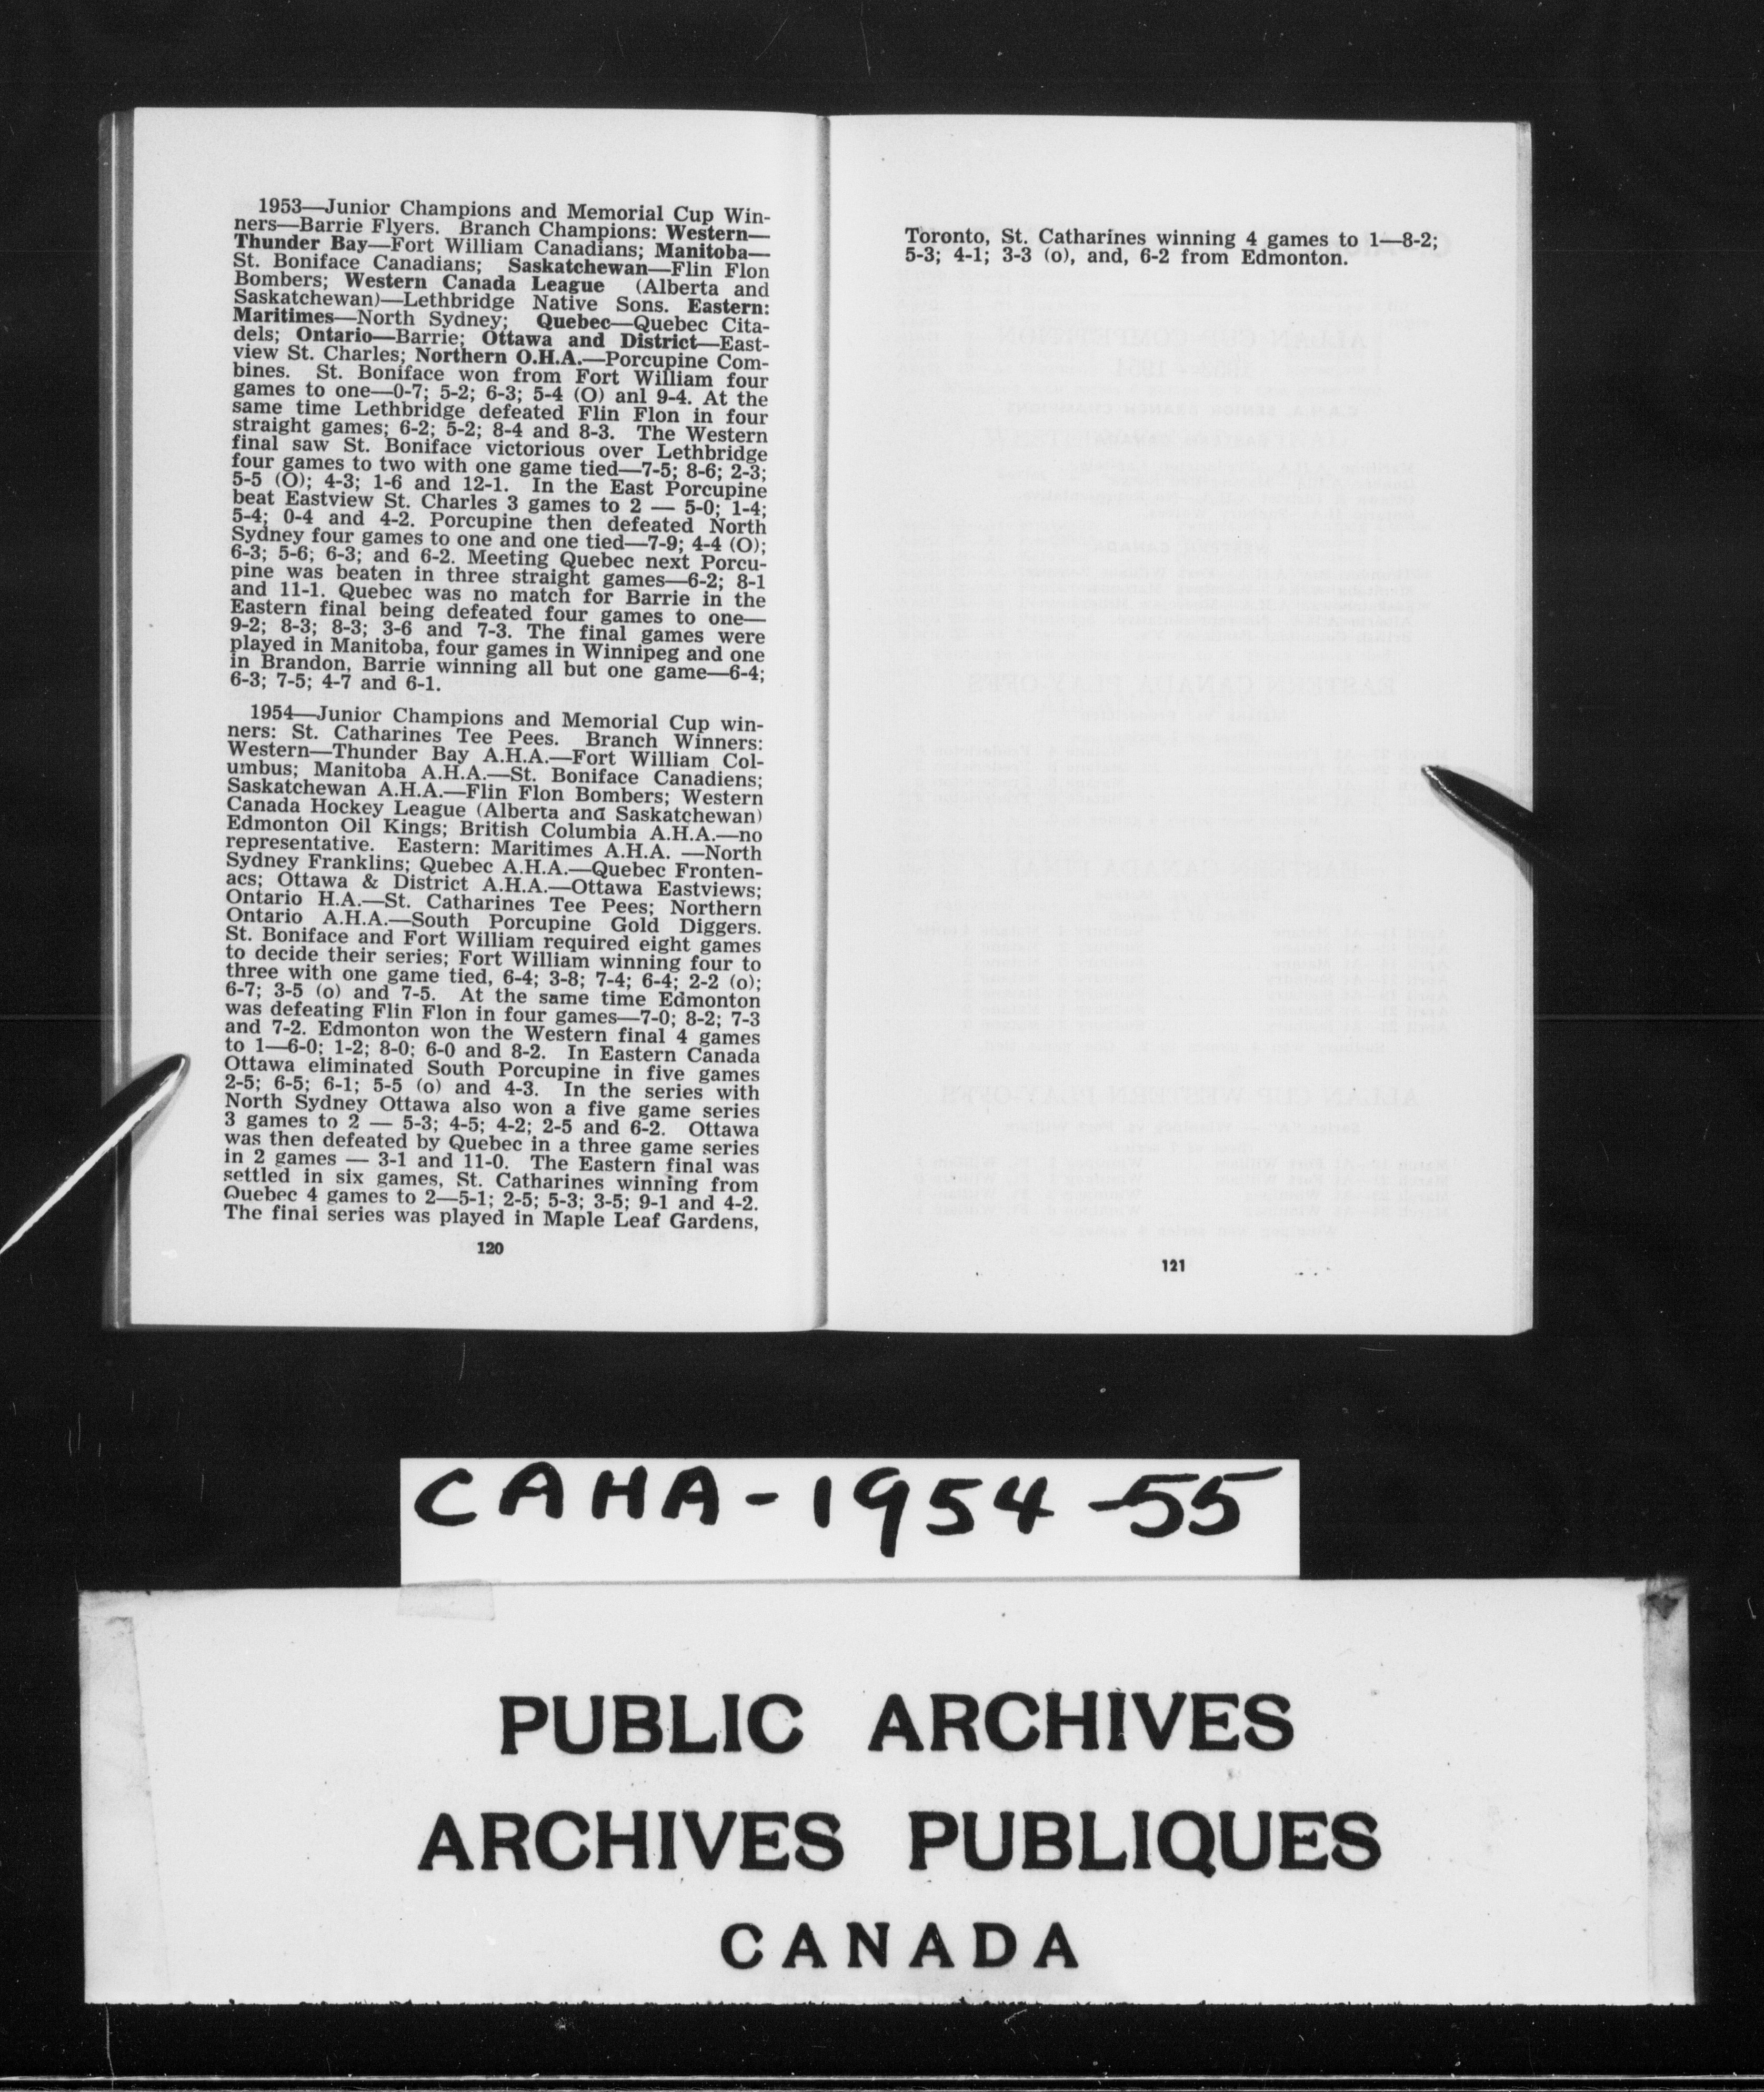 1953—Junior Champions and Memorial Cup Win-
ners—Barrie Flyers. Branch Champions: Western—
Thunder Bay—Fort William Canadians; Manitoba—
St. Boniface Canadians; Saskatchewan—Flin Flon
Bombers; Western Canada League (Alberta and
Saskatchewan)—Lethbridge Native Sons. Eastern:
Maritimes—North Sydney; Quebec—Quebec Cita-
dels; Ontario—Barrie; Ottawa and District—East-
view St. Charles; Northern O.H.A.—Porcupine Com-
bines. St. Boniface won from Fort William four
games to one—0-7; 5-2; 6-3; 5-4 (O) anl 9-4. At the
same time Lethbridge defeated Flin Flon in four
straight games; 6-2; 5-2; 8-4 and 8-3. The Western
final saw St. Boniface victorious over Lethbridge
four games to two with one game tied—7-5; 8-6; 2-3;
5-5 (O); 4-3; 1-6 and 12-1. In the East Porcupine
beat Eastview St. Charles 3 games to 2 — 5-0; 1-4;
5-4; 0-4 and 4-2. Porcupine then defeated North
Sydney four games to one and one tied—7-9; 4-4 (O);
6-3; 5-6; 6-3; and 6-2. Meeting Quebec next Porcu-
pine was beaten in three straight games—6-2; 8-1
and 11-1. Quebec was no match for Barrie in the
Eastern final being defeated four games to one—
9-2; 8-3; 8-3; 3-6 and 7-3. The final games were
played in Manitoba, four games in Winnipeg and one
in Brandon, Barrie winning all but one game—6-4;
6-3; 7-5; 4-7 and 6-1.
1954—Junior Champions and Memorial Cup win-
ners: St. Catharines Tee Pees. Branch Winners:
Western—Thunder Bay A.H.A.—Fort William Col-
umbus; Manitoba A.H.A.—St. Boniface Canadiens;
Saskatchewan A.H.A.—Flin Flon Bombers; Western
Canada Hockey League (Alberta and Saskatchewan)
Edmonton Oil Kings; British Columbia A.H.A.—no
representative. Eastern: Maritimes A.H.A. —North
Sydney Franklins; Quebec A.H.A.—Quebec Fronten-
acs; Ottawa & District A.H.A.—Ottawa Eastviews;
Ontario H.A.—St. Catharines Tee Pees; Northern
Ontario A.H.A.—South Porcupine Gold Diggers.
St. Boniface and Fort William required eight games
to decide their series; Fort William winning four to
three with one game tied, 6-4; 3-8; 7-4; 6-4; 2-2 (o);
6-7; 3-5 (o) and 7-5. At the same time Edmonton
was defeating Flin Flon in four games—7-0; 8-2; 7-3
and 7-2. Edmonton won the Western final 4 games
to 1—6-0; 1-2; 8-0; 6-0 and 8-2. In Eastern Canada
Ottawa eliminated South Porcupine in five games
2-5; 6-5; 6-1; 5-5 (o) and 4-3. In the series with
North Sydney Ottawa also won a five game series
3 games to 2 — 5-3; 4-5; 4-2; 2-5 and 6-2. Ottawa
was then defeated by Quebec in a three game series
in 2 games — 3-1 and 11-0. The Eastern final was
settled in six games, St. Catharines winning from
Quebec 4 games to 2—5-1; 2-5; 5-3; 3-5; 9-1 and 4-2.
The final series was played in Maple Leaf Gardens,
120
Toronto, St. Catharines winning 4 games to 1—8-2;
5-3; 4-1; 3-3 (o), and, 6-2 from Edmonton.
121
CAHA-1954-55
PUBLIC ARCHIVES
ARCHIVES PUBLIQUES
CANADA